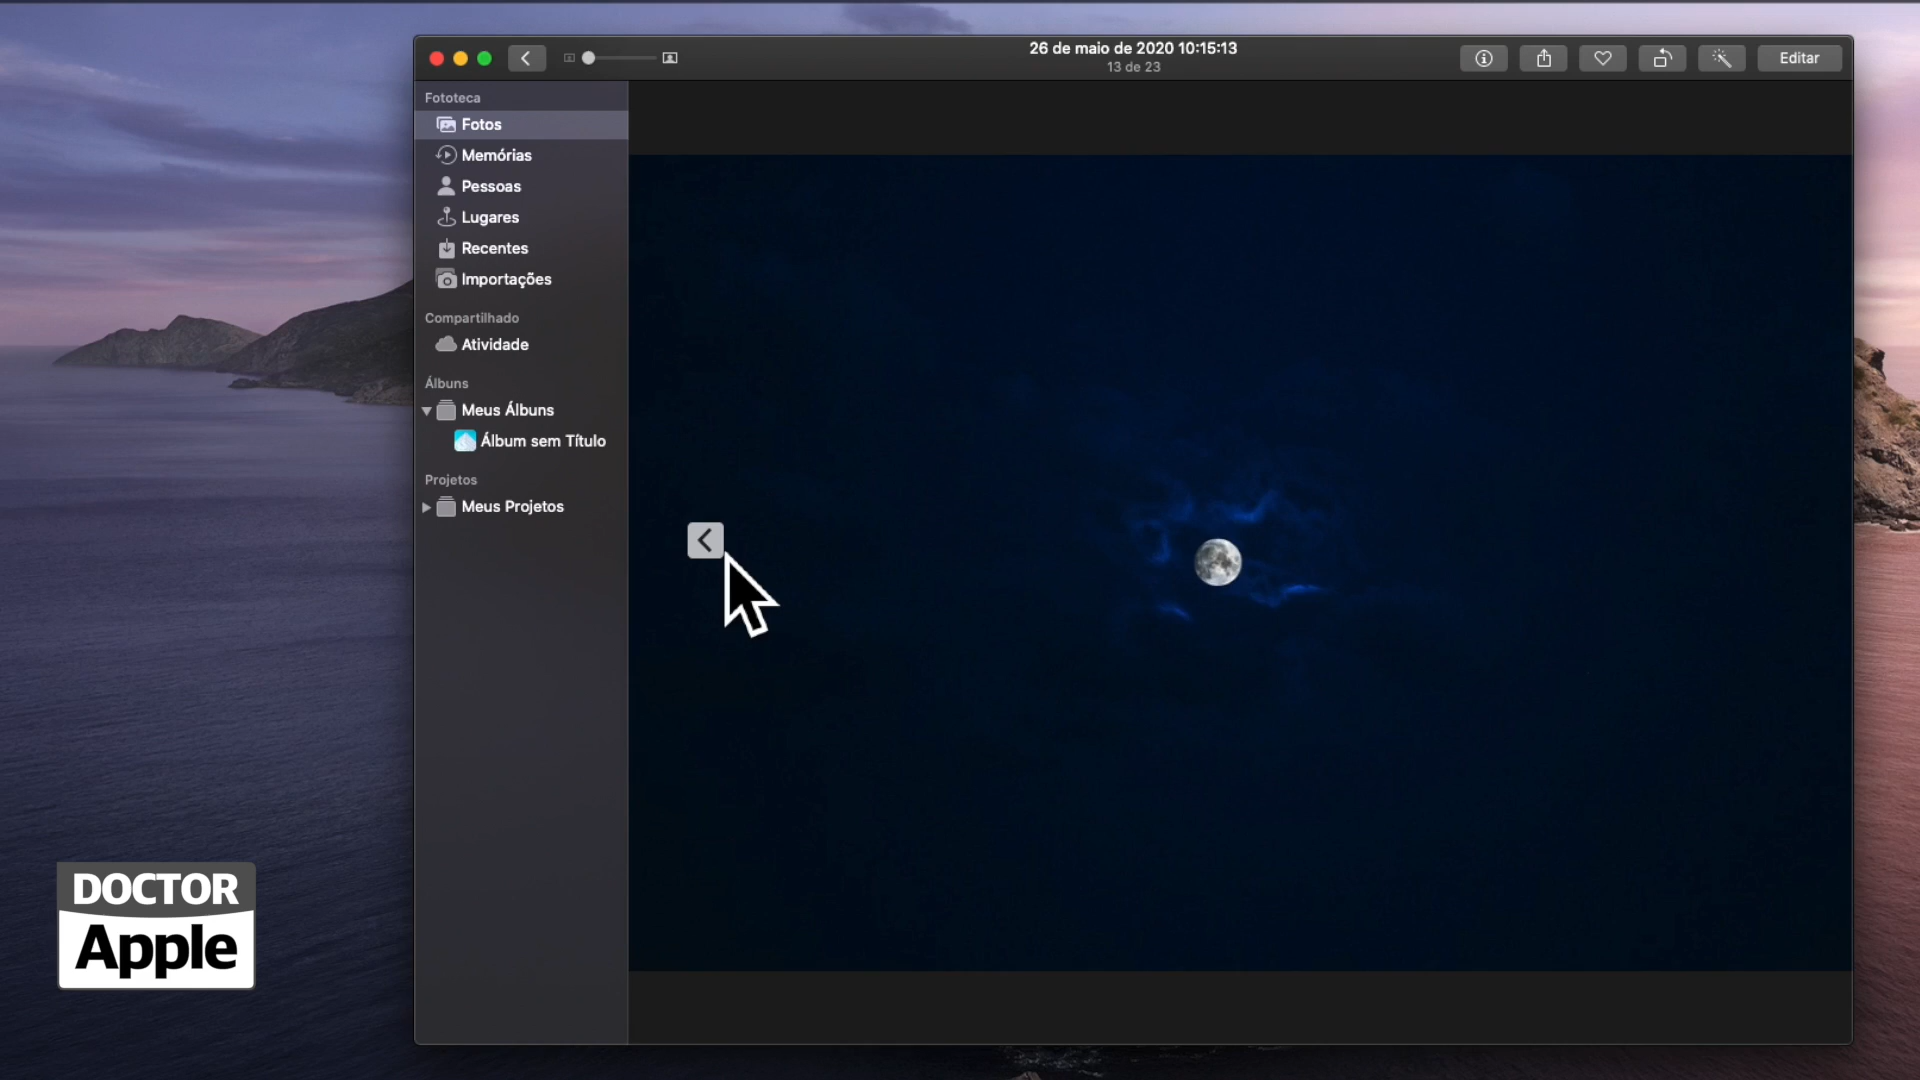 26 de maio de 2020 10:15:13
13 de 23
Editar
Fototeca
Fotos
Memórias
Pessoas
Lugares
Recentes
Importações
Compartilhado
Atividade
Álbuns
Meus Álbuns
Álbum sem Título
Projetos
Meus Projetos
DOCTOR
Apple